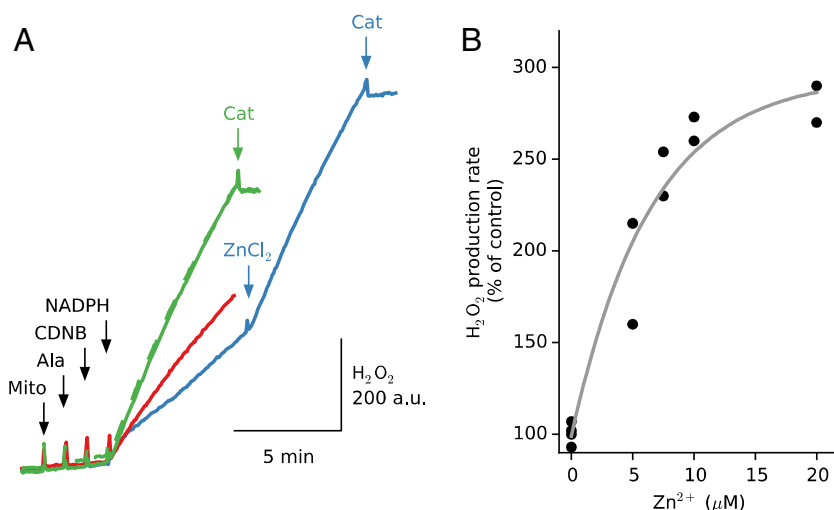 A
Cat
Cat
ZnCl₂
NADPH
CDNB
Ala
Mito
H₂O₂
200 a.u.
5 min
B
H₂O₂ production rate
(% of control)
300
250
200
150
100
0 5 10 15 20
Zn²⁺ (μM)